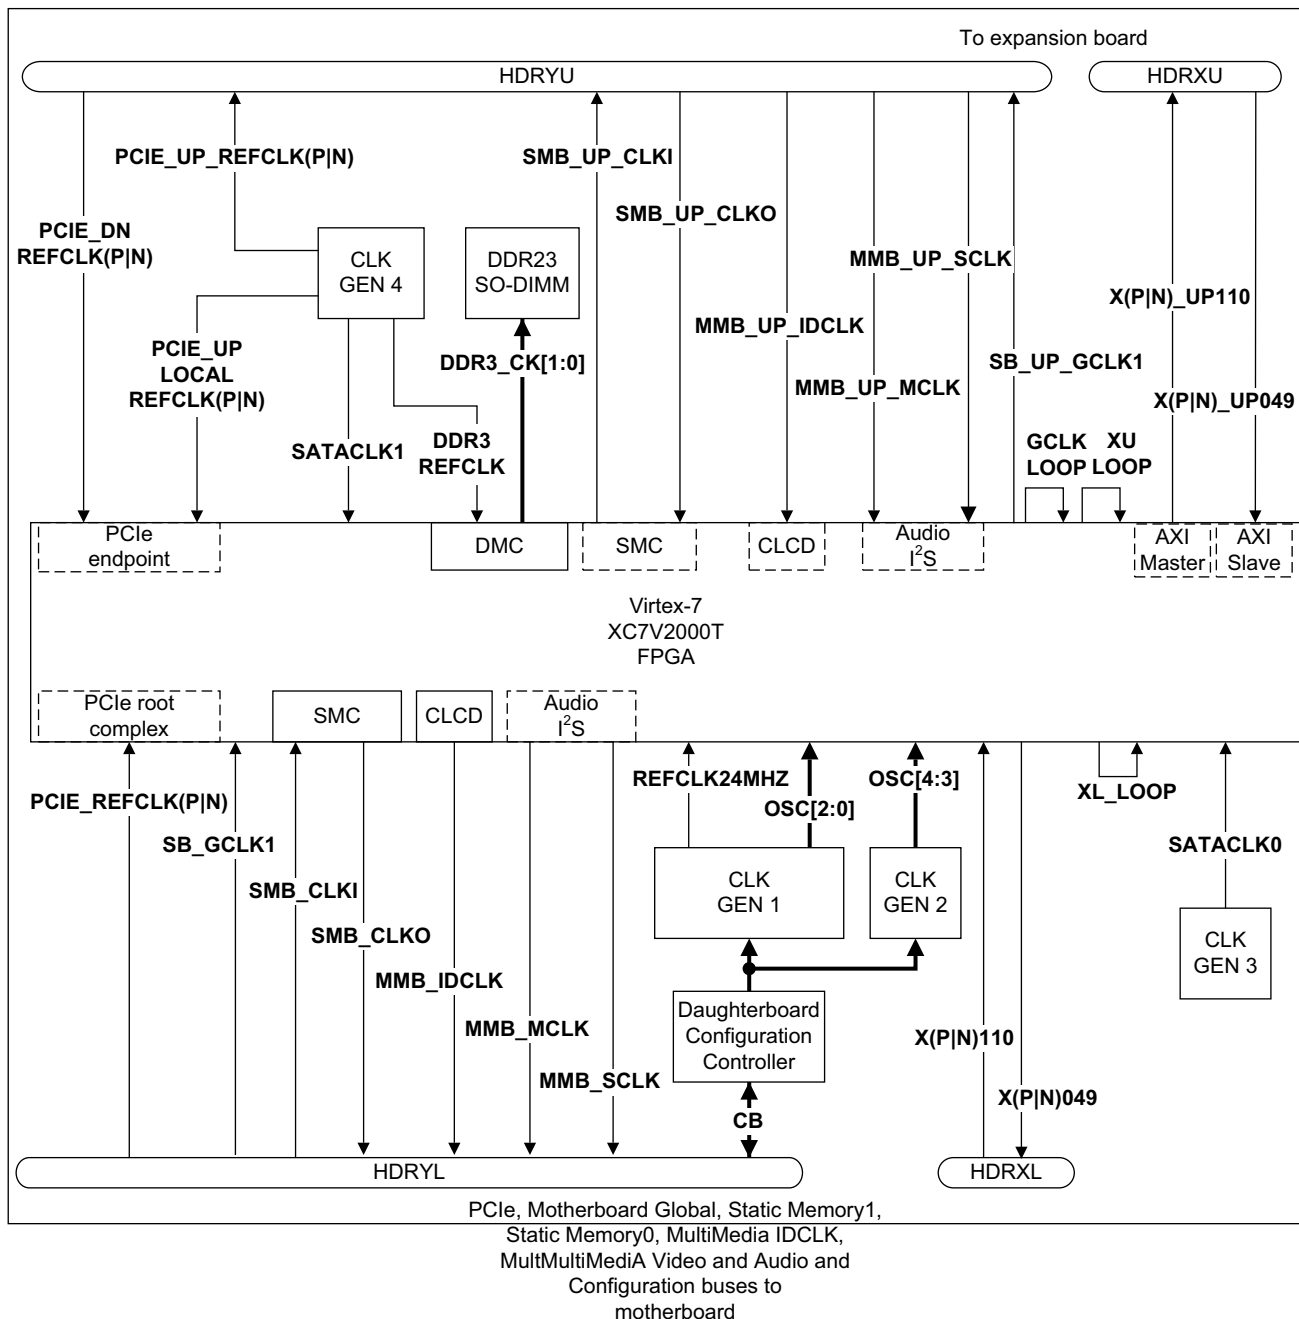 To expansion board
HDRYU
HDRXU
PCIE_UP_REFCLK(P|N)
SMB_UP_CLKI
SMB_UP_CLKO
PCIE_DN
REFCLK(P|N)
CLK
GEN 4
DDR23
SO-DIMM
MMB_UP_SCLK
X(P|N)_UP110
MMB_UP_IDCLK
PCIE_UP
LOCAL
REFCLK(P|N)
DDR3_CK[1:0]
SB_UP_GCLK1
MMB_UP_MCLK
X(P|N)_UP049
SATACLK1
DDR3
REFCLK
GCLK
LOOP
XU
LOOP
PCIe
endpoint
DMC
SMC
CLCD
Audio
I²S
AXI
Master
AXI
Slave
Virtex-7
XC7V2000T
FPGA
PCIe root
complex
SMC
CLCD
Audio
I²S
PCIE_REFCLK(P|N)
REFCLK24MHZ
OSC[4:3]
OSC[2:0]
XL_LOOP
SB_GCLK1
SATACLK0
SMB_CLKI
CLK
GEN 1
CLK
GEN 2
SMB_CLKO
CLK
GEN 3
MMB_IDCLK
Daughterboard
Configuration
Controller
MMB_MCLK
X(P|N)110
MMB_SCLK
X(P|N)049
CB
HDRYL
HDRXL
PCIe, Motherboard Global, Static Memory1,
Static Memory0, MultiMedia IDCLK,
MultMultiMediA Video and Audio and
Configuration buses to
motherboard